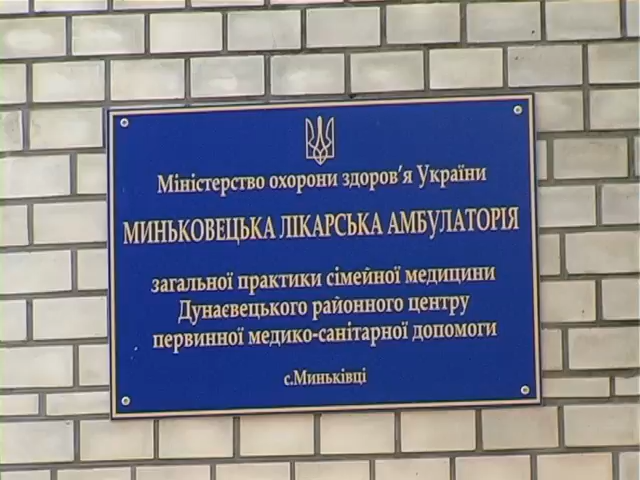 Міністерство охорони здоров'я України
МИНЬКОВЕЦЬКА ЛІКАРСЬКА АМБУЛАТОРІЯ
загальної практики сімейної медицини
Дунаєвецького районного центру
первинної медико-санітарної допомоги
с.Миньківці